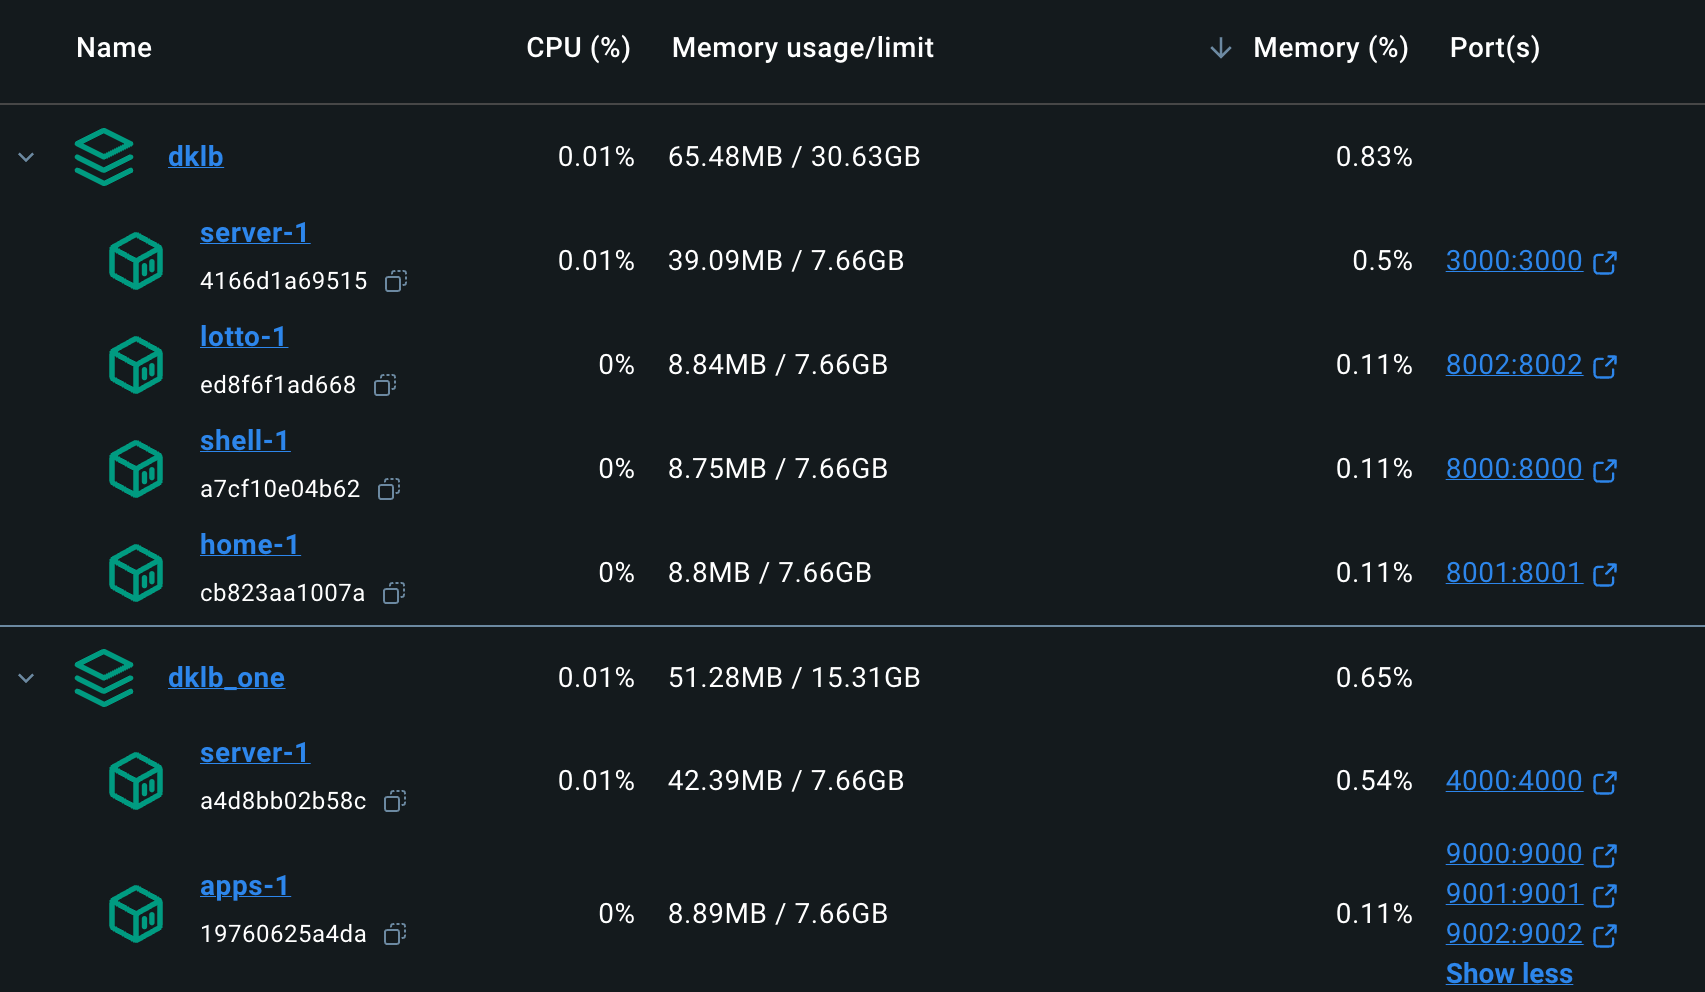 Name CPU (%) Memory usage/limit Memory (%) Port(s)
dklb 0.01% 65.48MB / 30.63GB 0.83%
server-1
4166d1a69515 0.01% 39.09MB / 7.66GB 0.5% 3000:3000
lotto-1
ed8f6f1ad668 0% 8.84MB / 7.66GB 0.11% 8002:8002
shell-1
a7cf10e04b62 0% 8.75MB / 7.66GB 0.11% 8000:8000
home-1
cb823aa1007a 0% 8.8MB / 7.66GB 0.11% 8001:8001
dklb_one 0.01% 51.28MB / 15.31GB 0.65%
server-1
a4d8bb02b58c 0.01% 42.39MB / 7.66GB 0.54% 4000:4000
apps-1
19760625a4da 0% 8.89MB / 7.66GB 0.11% 9000:9000
9001:9001
9002:9002
Show less